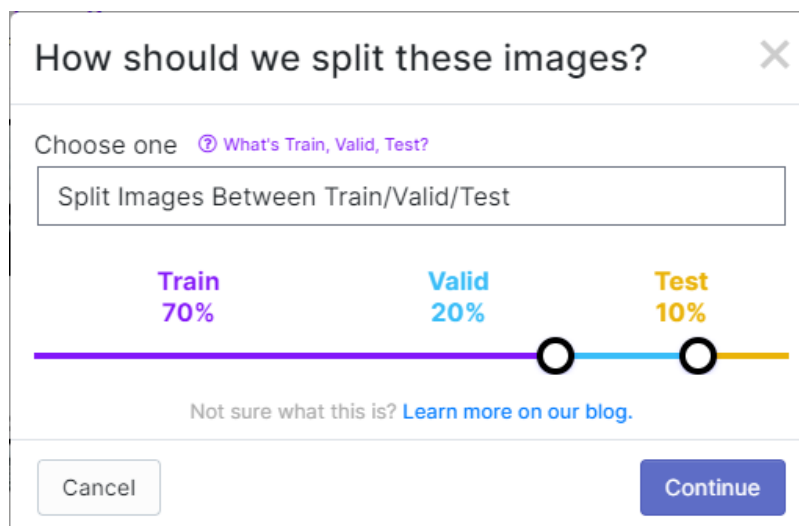 How should we split these images?
Choose one What's Train, Valid, Test?
Split Images Between Train/Valid/Test
Train Valid Test
70% 20% 10%
Not sure what this is? Learn more on our blog.
Cancel Continue